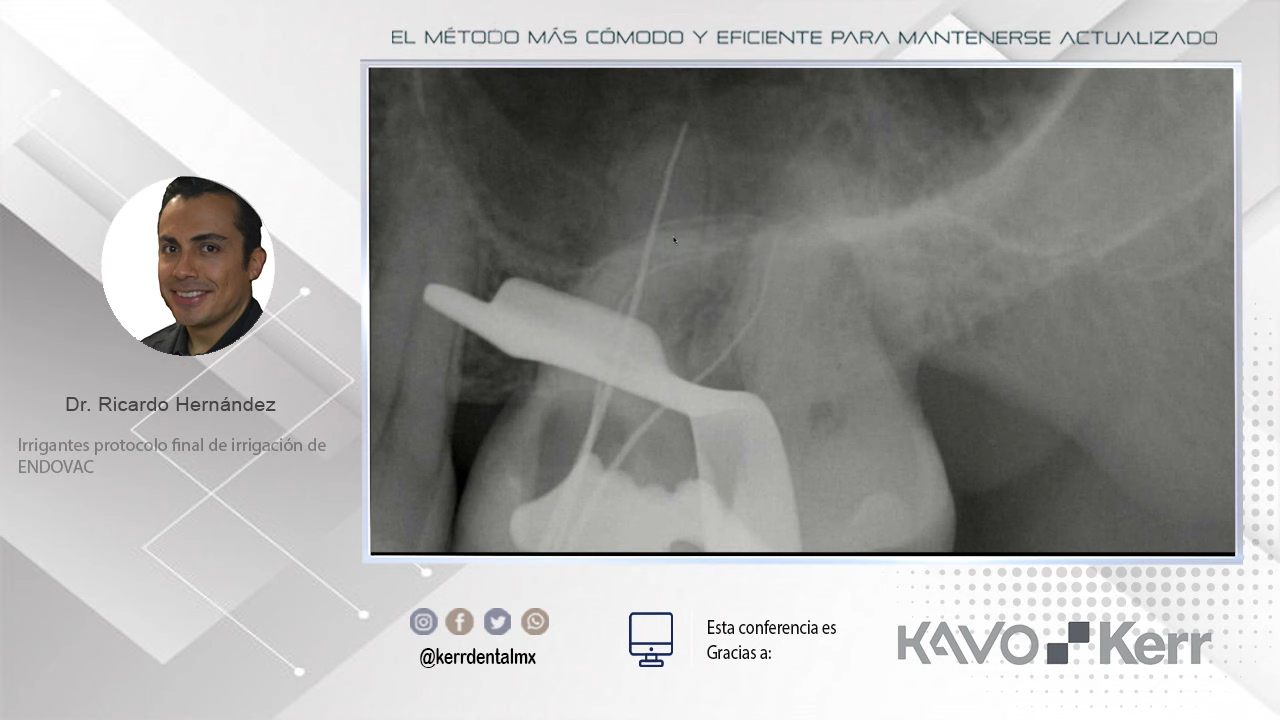 EL MÉTODO MÁS CÓMODO Y EFICIENTE PARA MANTENERSE ACTUALIZADO
Dr. Ricardo Hernández
Irrigantes protocolo final de irrigación de
ENDOVAC
@kerrdentalmx
Esta conferencia es
Gracias a:
KAVO Kerr